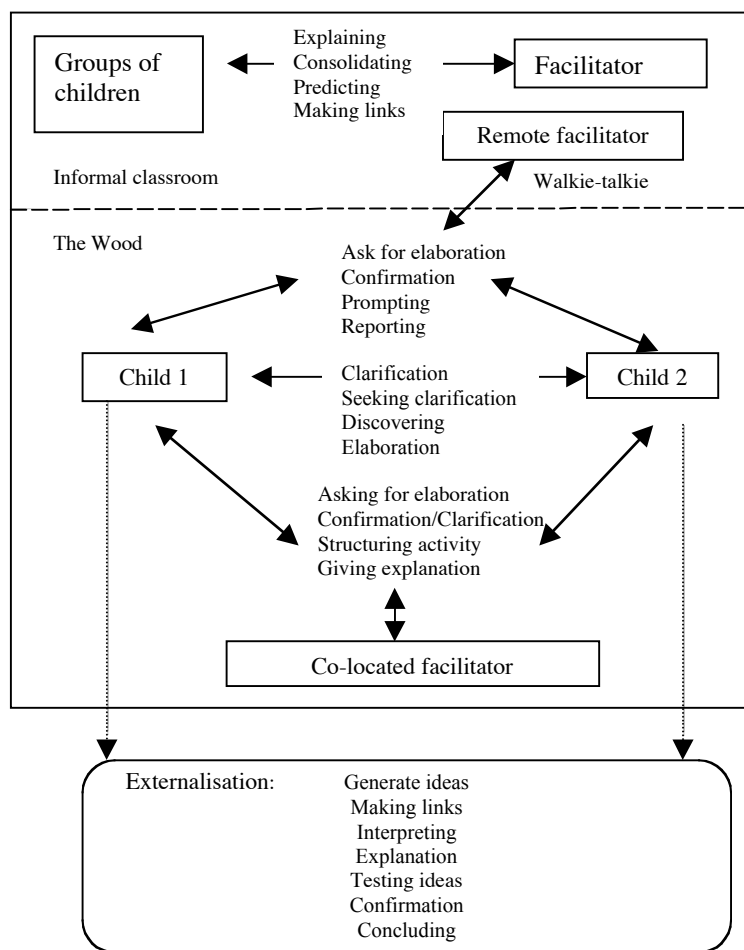 Groups of
children
Explaining
Consolidating
Predicting
Making links
Facilitator
Remote facilitator
Informal classroom
Walkie-talkie
The Wood
Ask for elaboration
Confirmation
Prompting
Reporting
Child 1
Clarification
Seeking clarification
Discovering
Elaboration
Child 2
Asking for elaboration
Confirmation/Clarification
Structuring activity
Giving explanation
Co-located facilitator
Externalisation:
Generate ideas
Making links
Interpreting
Explanation
Testing ideas
Confirmation
Concluding